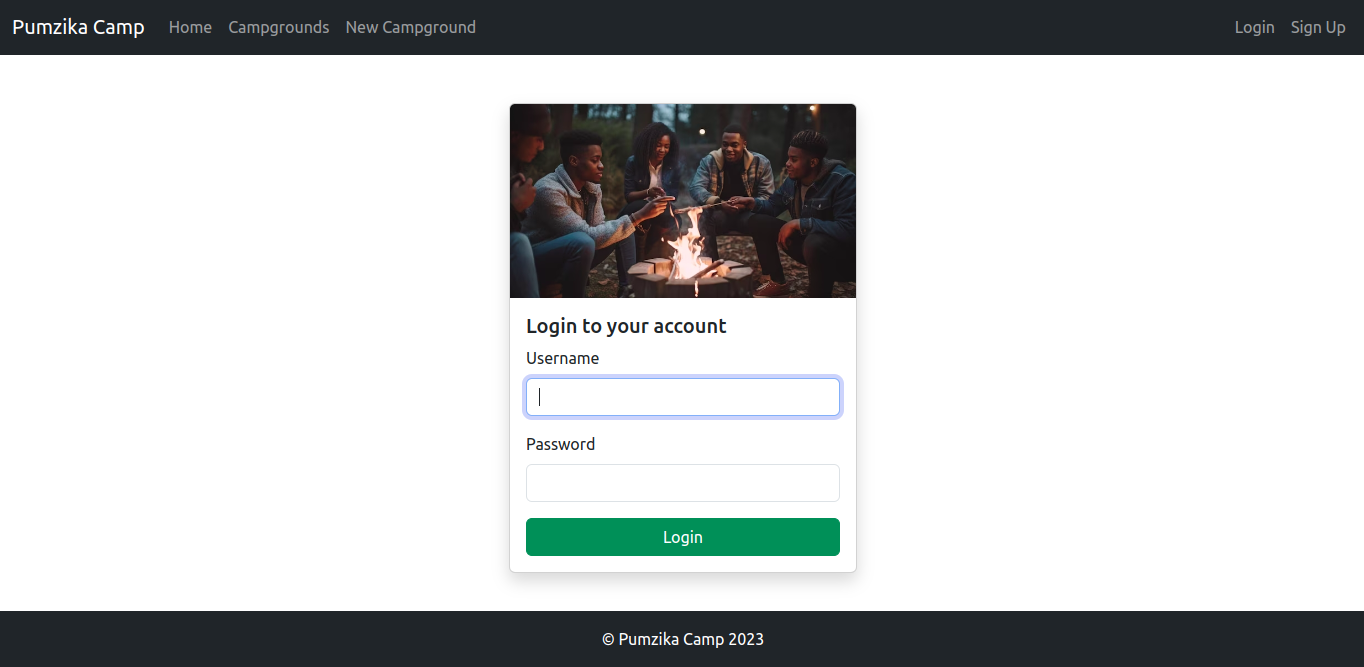 Pumzika Camp Home Campgrounds New Campground Login Sign Up
Login to your account
Username
Password
Login
© Pumzika Camp 2023